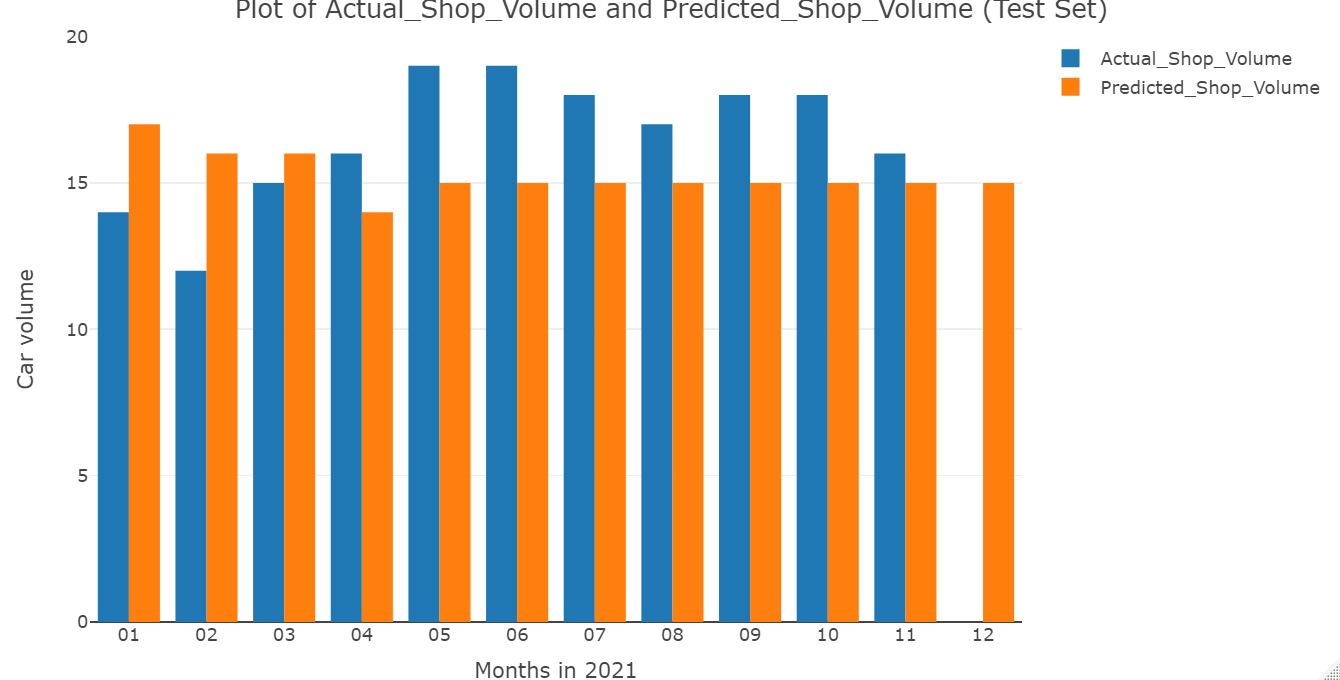 Plot of Actual_Shop_Volume and Predicted_Shop_Volume (Test Set)
20
15
10
5
0
Car volume
01 02 03 04 05 06 07 08 09 10 11 12
Months in 2021
Actual_Shop_Volume
Predicted_Shop_Volume